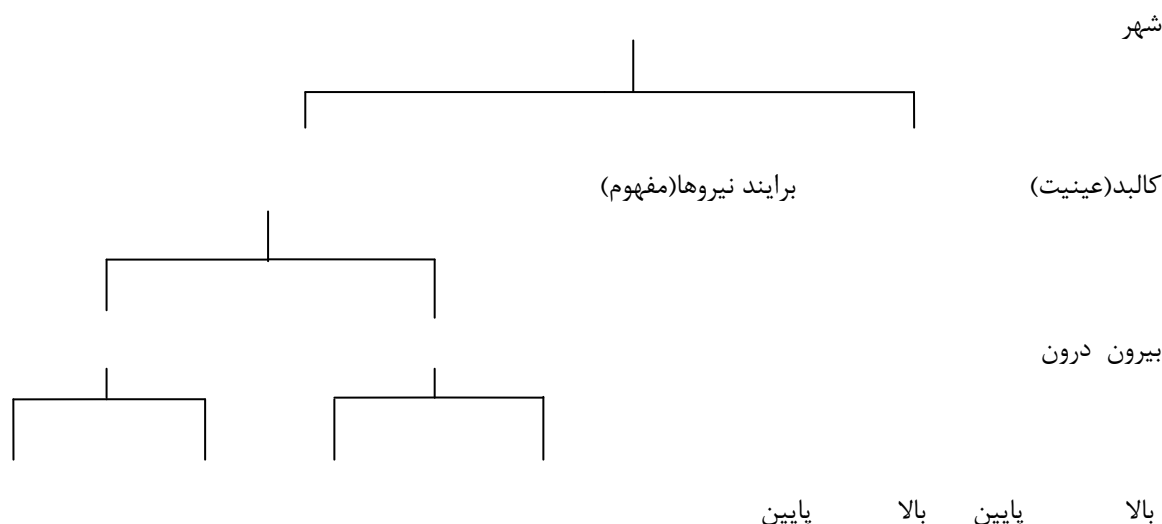 شهر
کالبد(عینیت) برایند نیروها(مفهوم)
بیرون درون
بالا پایین بالا پایین